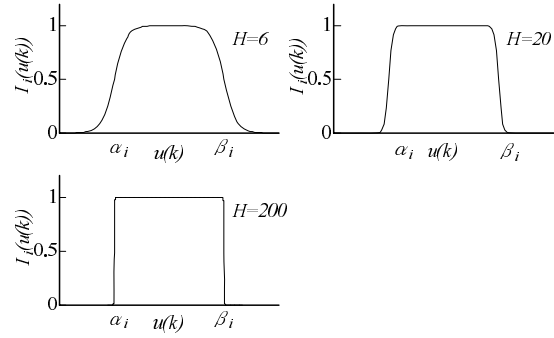 I_i(u(k))
1
0.5
0
H=6
α_i u(k) β_i
I_i(u(k))
1
0.5
0
H=20
α_i u(k) β_i
I_i(u(k))
1
0.5
0
H=200
α_i u(k) β_i